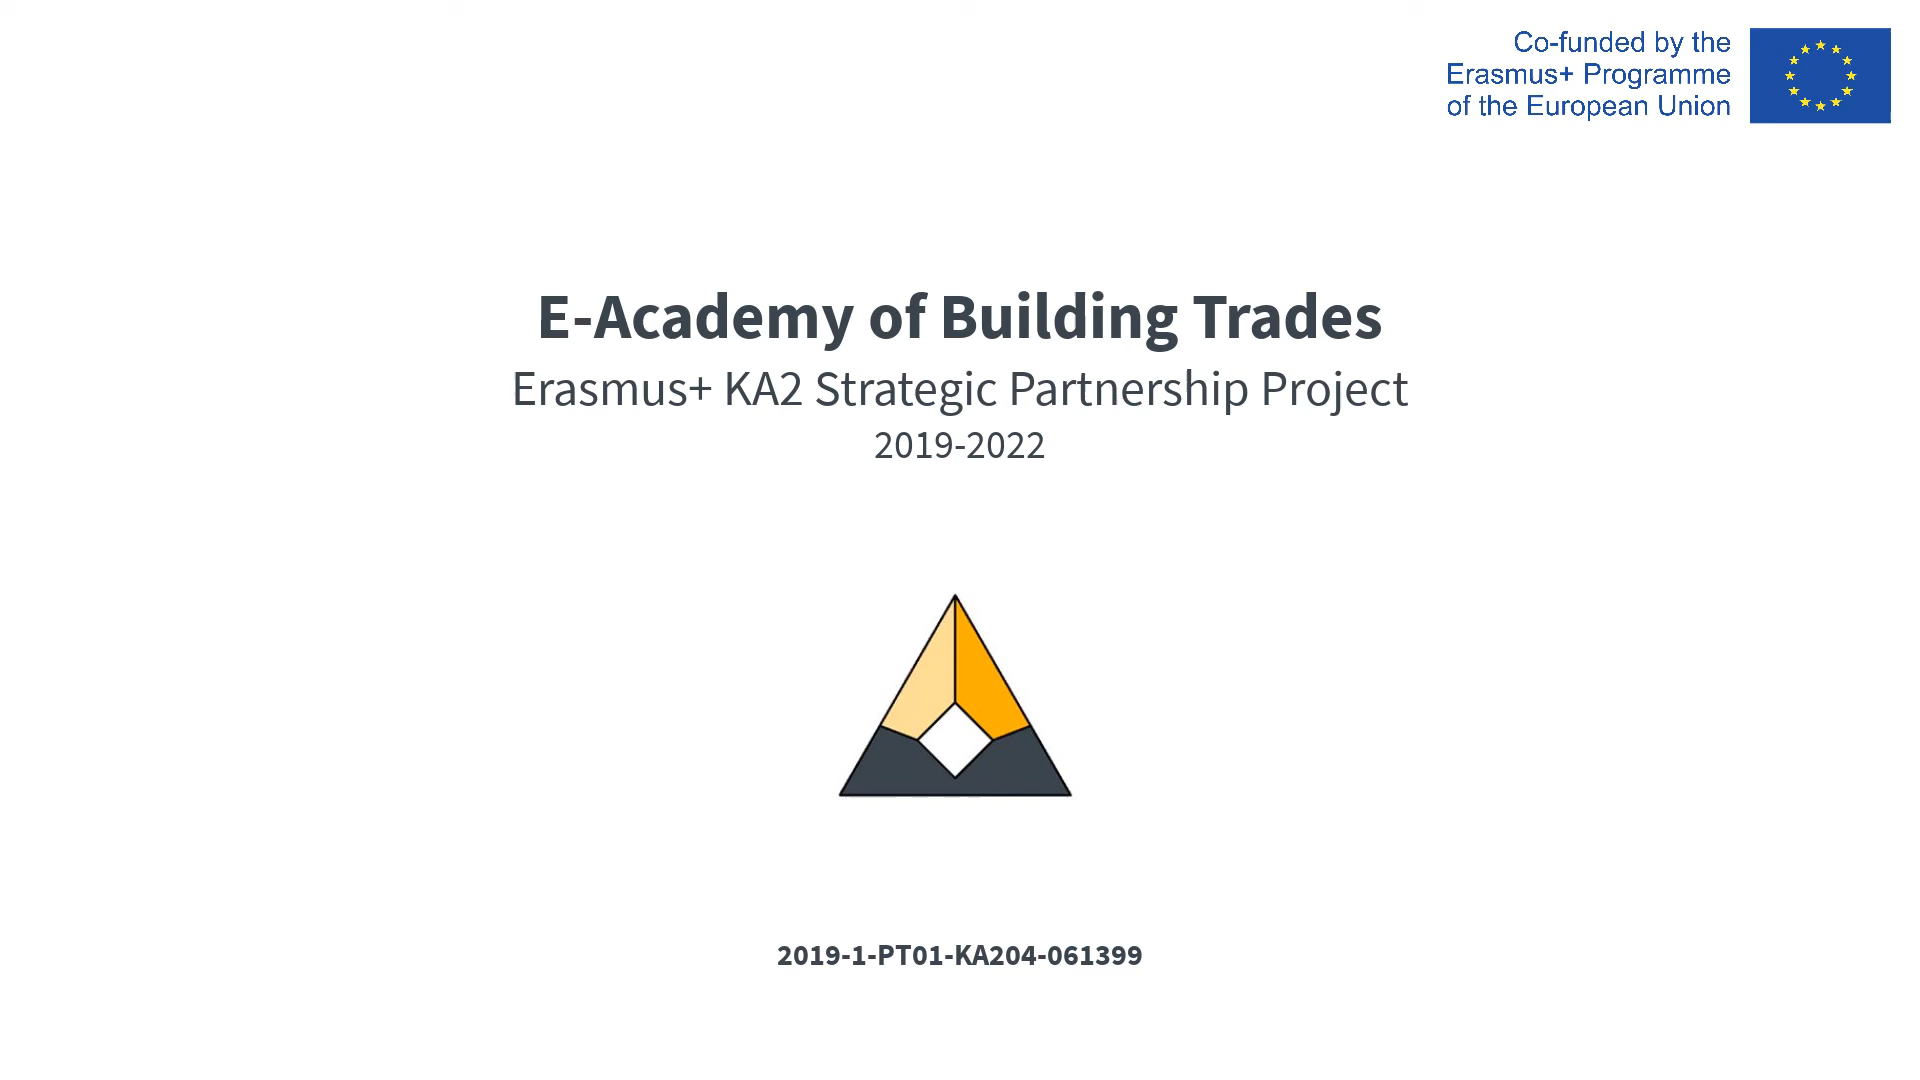 Co-funded by the
Erasmus+ Programme
of the European Union
E-Academy of Building Trades
Erasmus+ KA2 Strategic Partnership Project
2019-2022
2019-1-PT01-KA204-061399